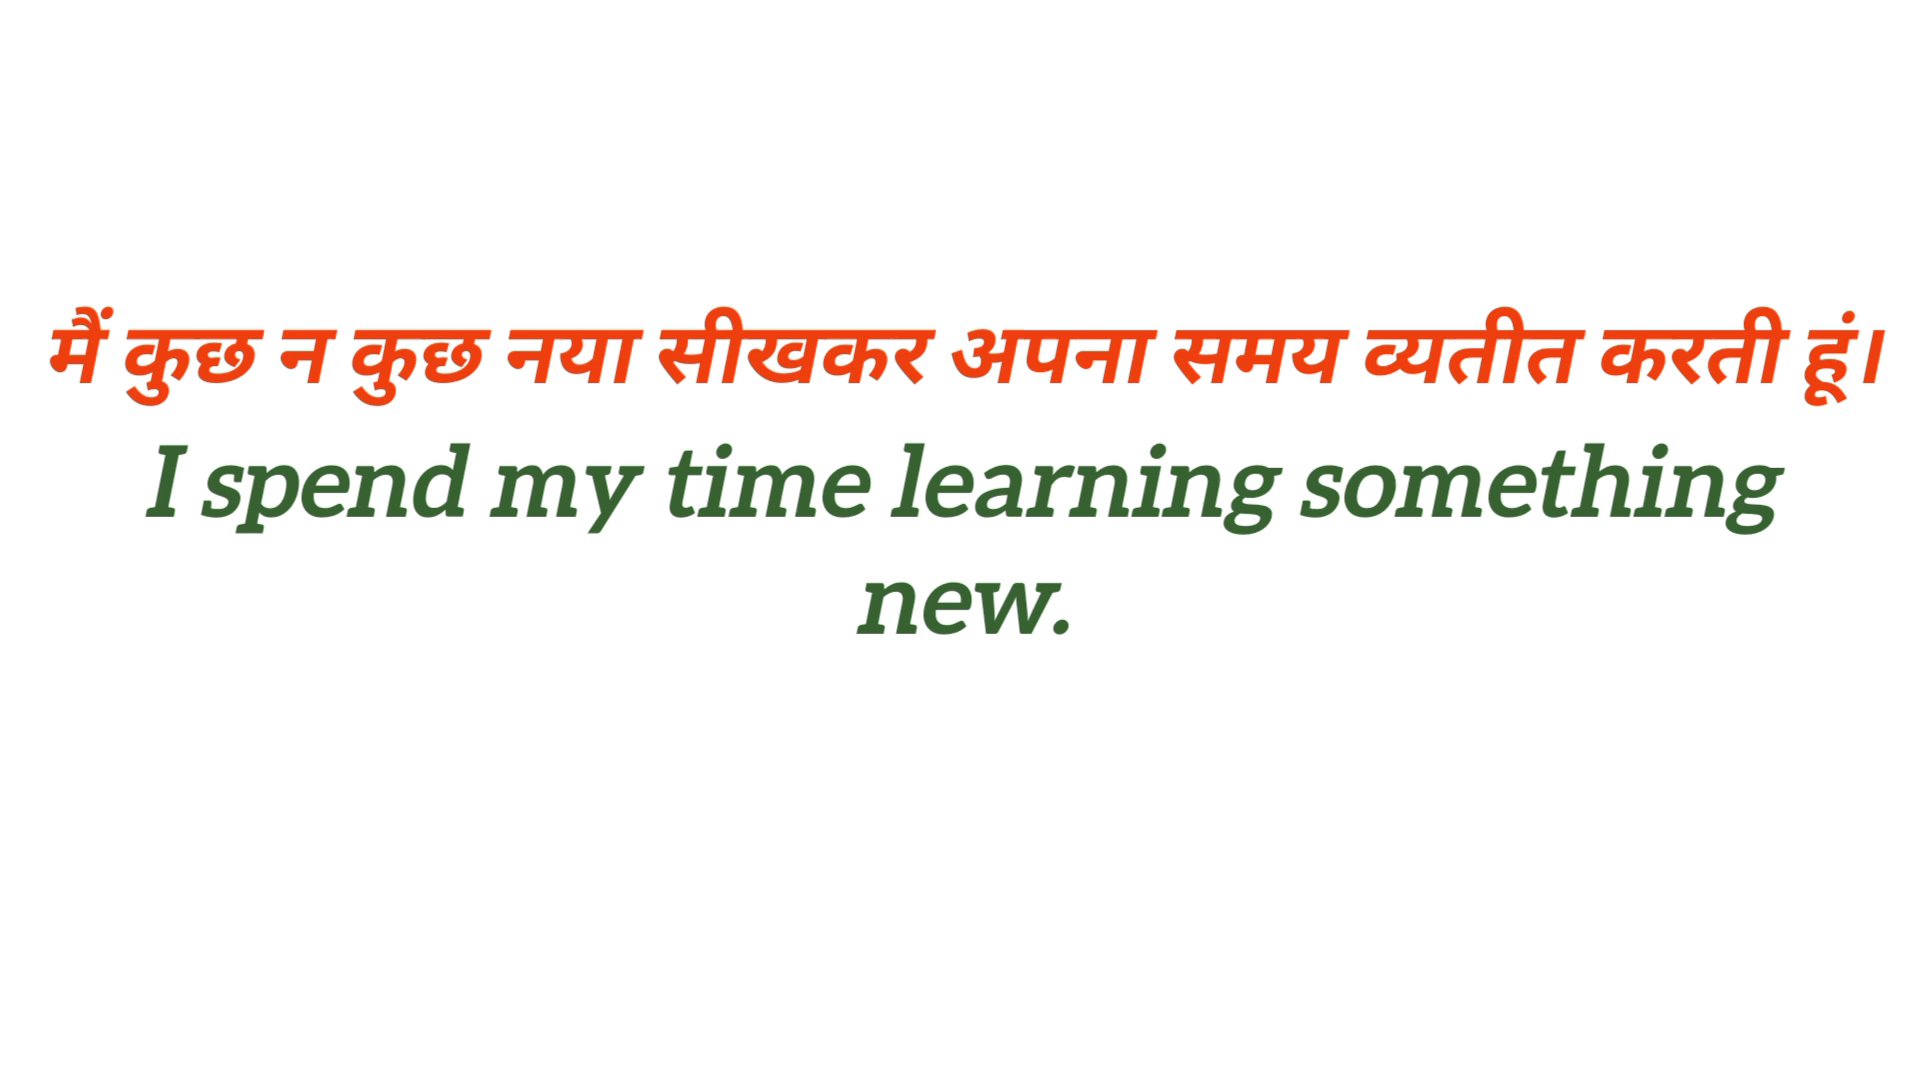 मैं कुछ न कुछ नया सीखकर अपना समय व्यतीत करती हूं।
I spend my time learning something
new.